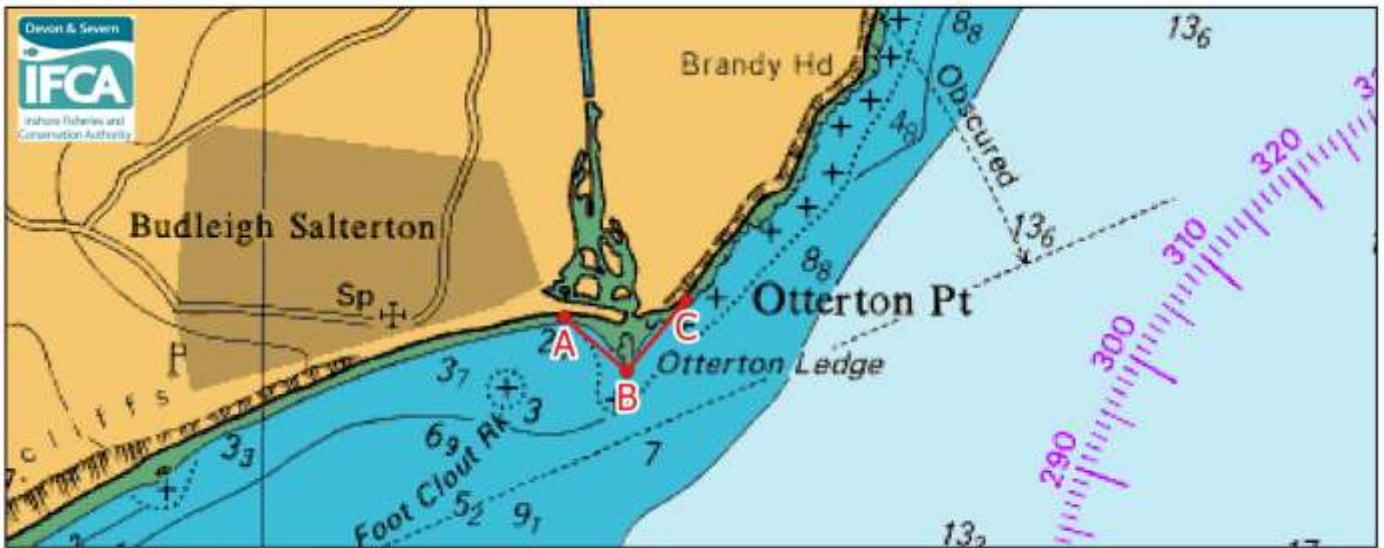 Devon & Severn
IFCA
Inshore Fisheries and
Conservation Authority
Brandy Hd
8₈
13₆
Obscured
4₈
320
13₆
310
Budleigh Salterton
8₈
Sp
Otterton Pt
A
C
B
Otterton Ledge
300
2
3₇
3
cliffs
6₉
3₃
7
Foot Clout Rk
290
5₂
9₁
13₂
17